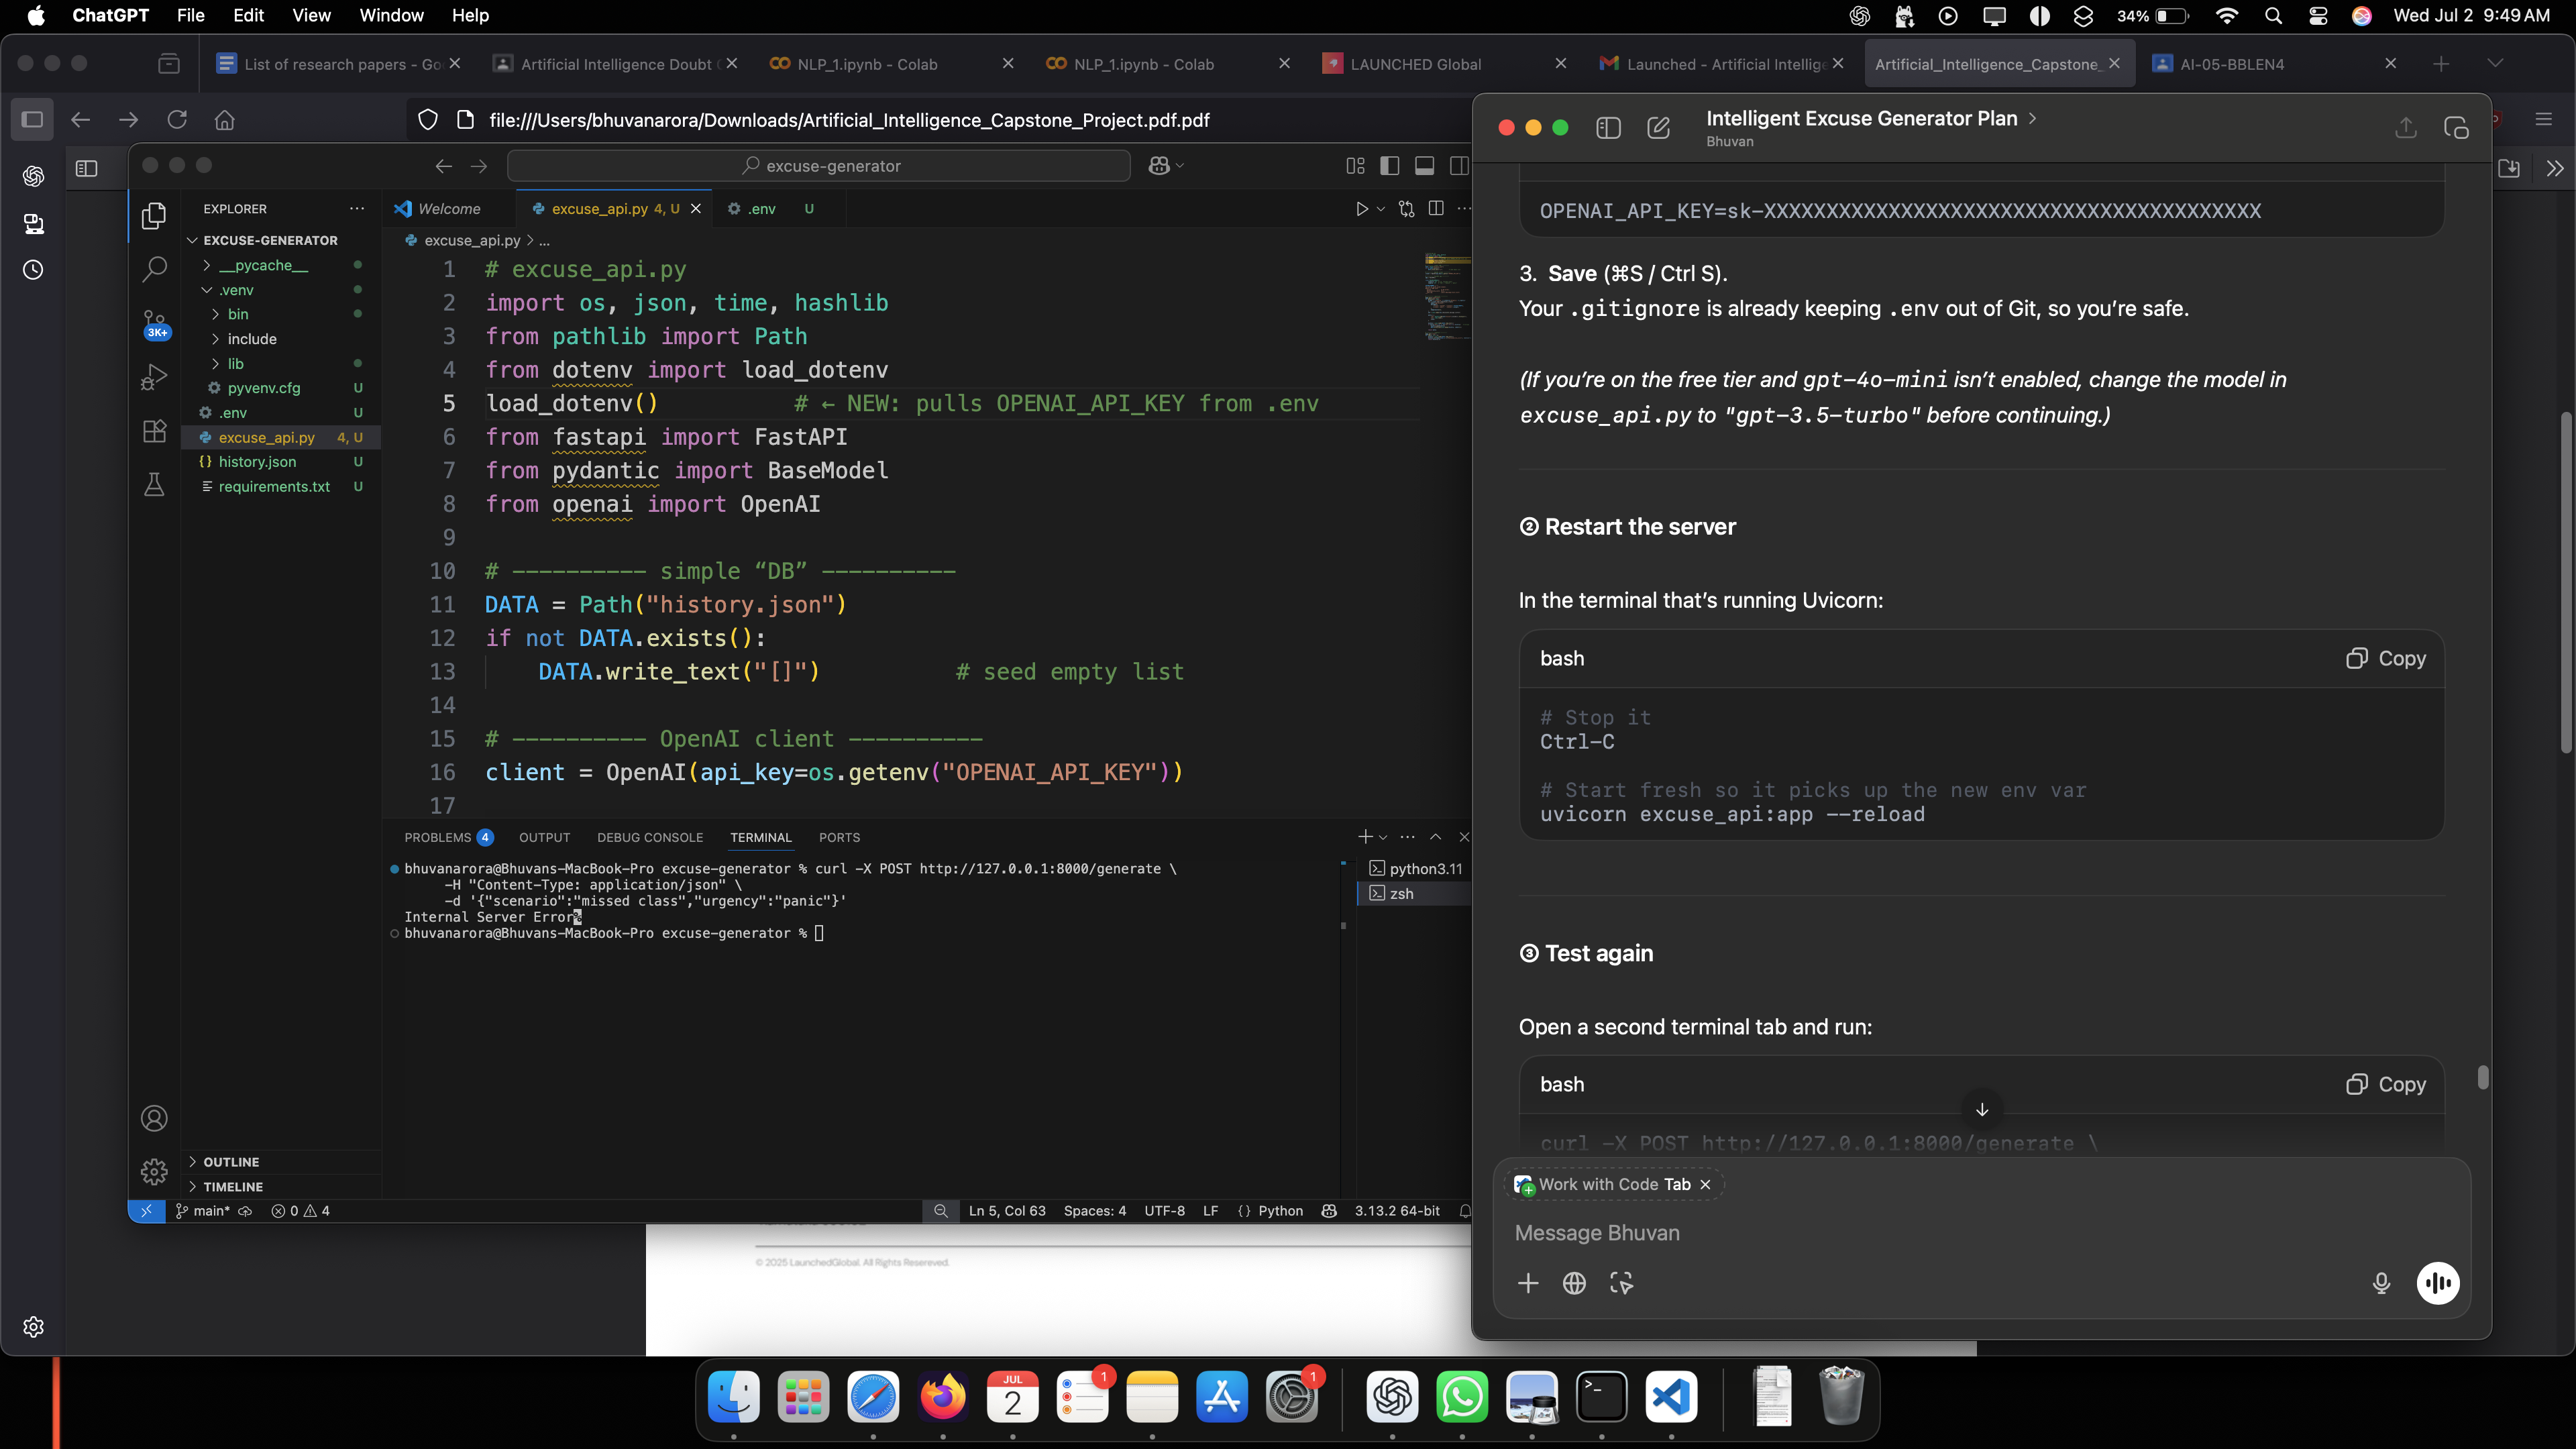 ChatGPT File Edit View Window Help
34%
Wed Jul 2 9:49 AM
List of research papers - Go
Artificial Intelligence Doubt
NLP_1.ipynb - Colab
NLP_1.ipynb - Colab
LAUNCHED Global
Launched - Artificial Intellige
Artificial_Intelligence_Capstone_
AI-05-BBLEN4
file:///Users/bhuvanarora/Downloads/Artificial_Intelligence_Capstone_Project.pdf.pdf
excuse-generator
EXPLORER
EXCUSE-GENERATOR
__pycache__
.venv
bin
include
lib
pyvenv.cfg U
.env U
excuse_api.py 4, U
history.json U
requirements.txt U
3K+
OUTLINE
TIMELINE
Welcome
excuse_api.py 4, U
.env U
excuse_api.py > ...
1 # excuse_api.py
2 import os, json, time, hashlib
3 from pathlib import Path
4 from dotenv import load_dotenv
5 load_dotenv() # ← NEW: pulls OPENAI_API_KEY from .env
6 from fastapi import FastAPI
7 from pydantic import BaseModel
8 from openai import OpenAI
9
10 # ---------- simple “DB” ----------
11 DATA = Path("history.json")
12 if not DATA.exists():
13 DATA.write_text("[]") # seed empty list
14
15 # ---------- OpenAI client ----------
16 client = OpenAI(api_key=os.getenv("OPENAI_API_KEY"))
17
PROBLEMS 4 OUTPUT DEBUG CONSOLE TERMINAL PORTS
bhuvanarora@Bhuvans-MacBook-Pro excuse-generator % curl -X POST http://127.0.0.1:8000/generate \
-H "Content-Type: application/json" \
-d '{"scenario":"missed class","urgency":"panic"}'
Internal Server Error%
bhuvanarora@Bhuvans-MacBook-Pro excuse-generator %
python3.11
zsh
main* 0 4
Ln 5, Col 63 Spaces: 4 UTF-8 LF {} Python 3.13.2 64-bit
© 2025 LaunchedGlobal. All Rights Resereved.
Intelligent Excuse Generator Plan >
Bhuvan
OPENAI_API_KEY=sk-XXXXXXXXXXXXXXXXXXXXXXXXXXXXXXXXXXXXXXXX
3. Save (⌘S / Ctrl S).
Your .gitignore is already keeping .env out of Git, so you’re safe.
(If you’re on the free tier and gpt-4o-mini isn’t enabled, change the model in
excuse_api.py to "gpt-3.5-turbo" before continuing.)
② Restart the server
In the terminal that’s running Uvicorn:
bash Copy
# Stop it
Ctrl-C
# Start fresh so it picks up the new env var
uvicorn excuse_api:app --reload
③ Test again
Open a second terminal tab and run:
bash Copy
curl -X POST http://127.0.0.1:8000/generate \
Work with Code Tab
Message Bhuvan
JUL
2
1
1